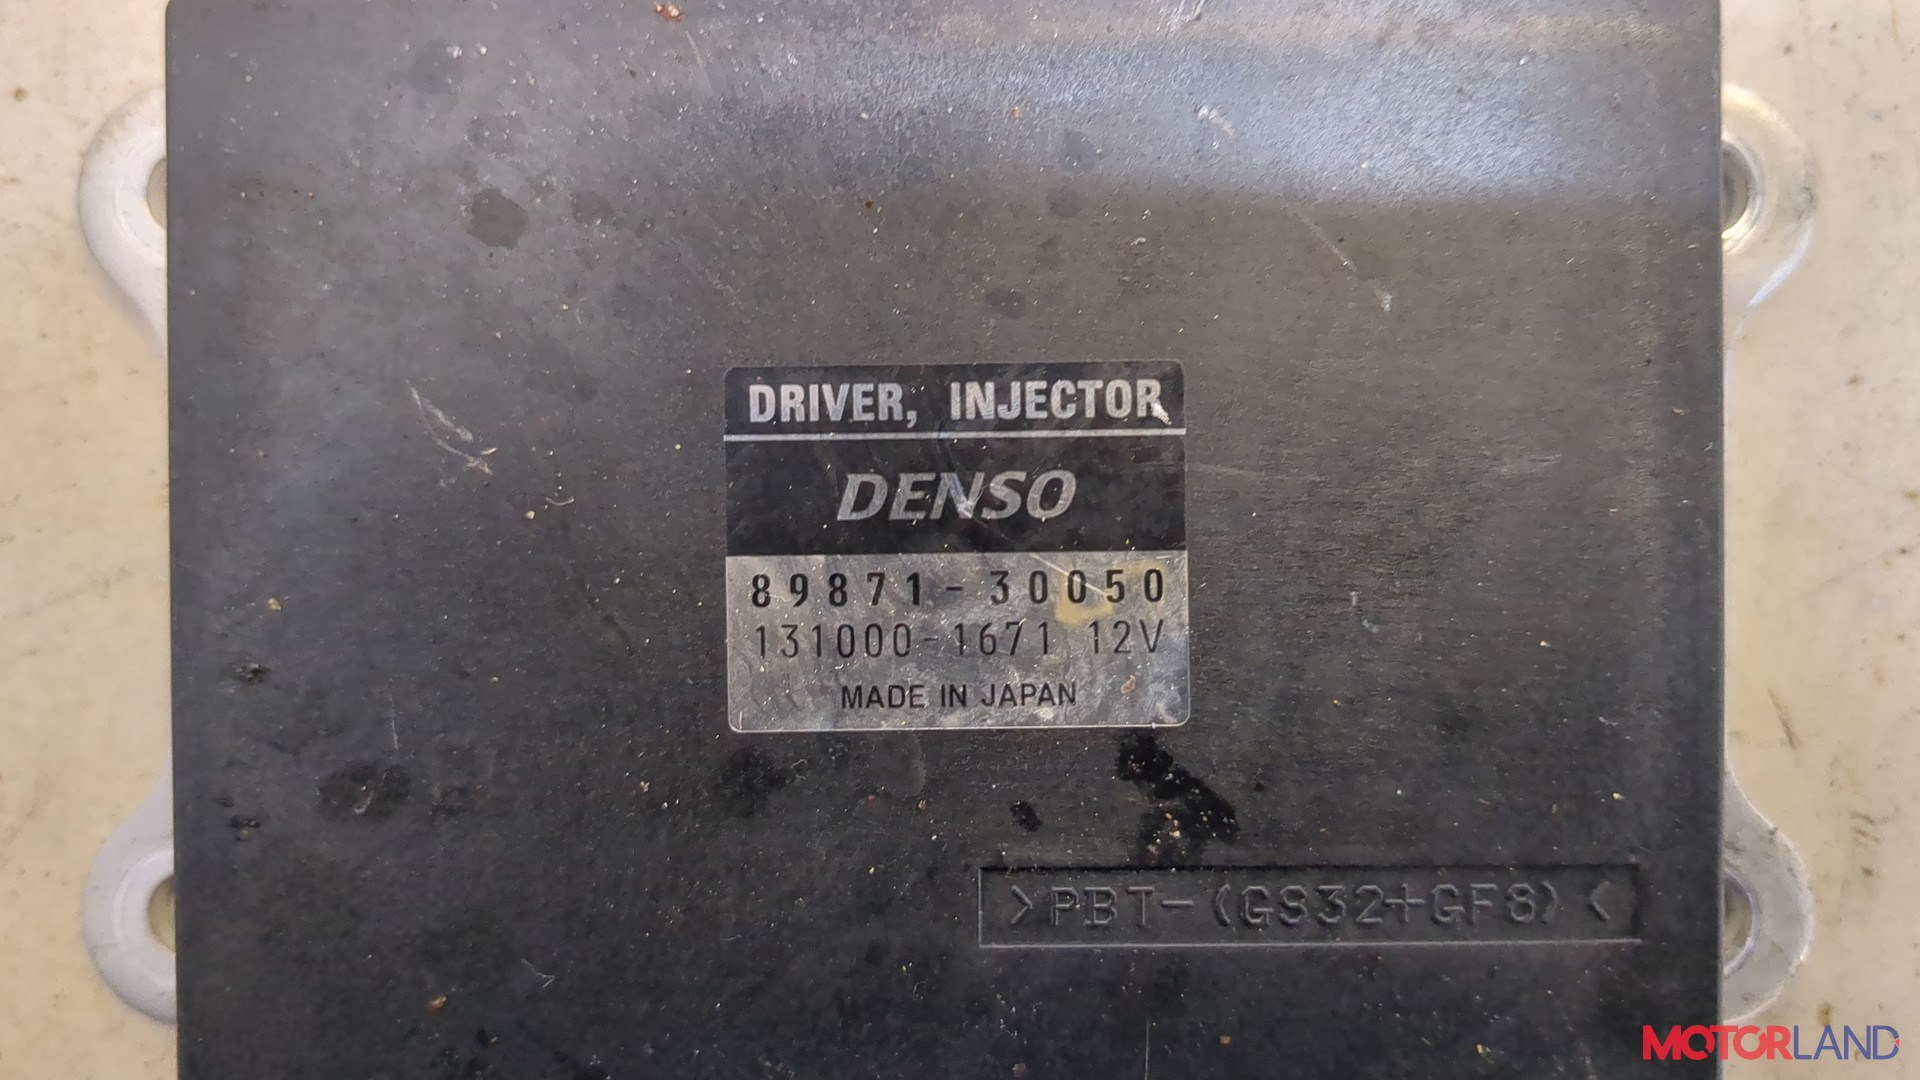 DRIVER, INJECTOR
DENSO
89871-30050
131000-1671 12V
MADE IN JAPAN
>PBT-(GS32+GF8)<
MOTORLAND